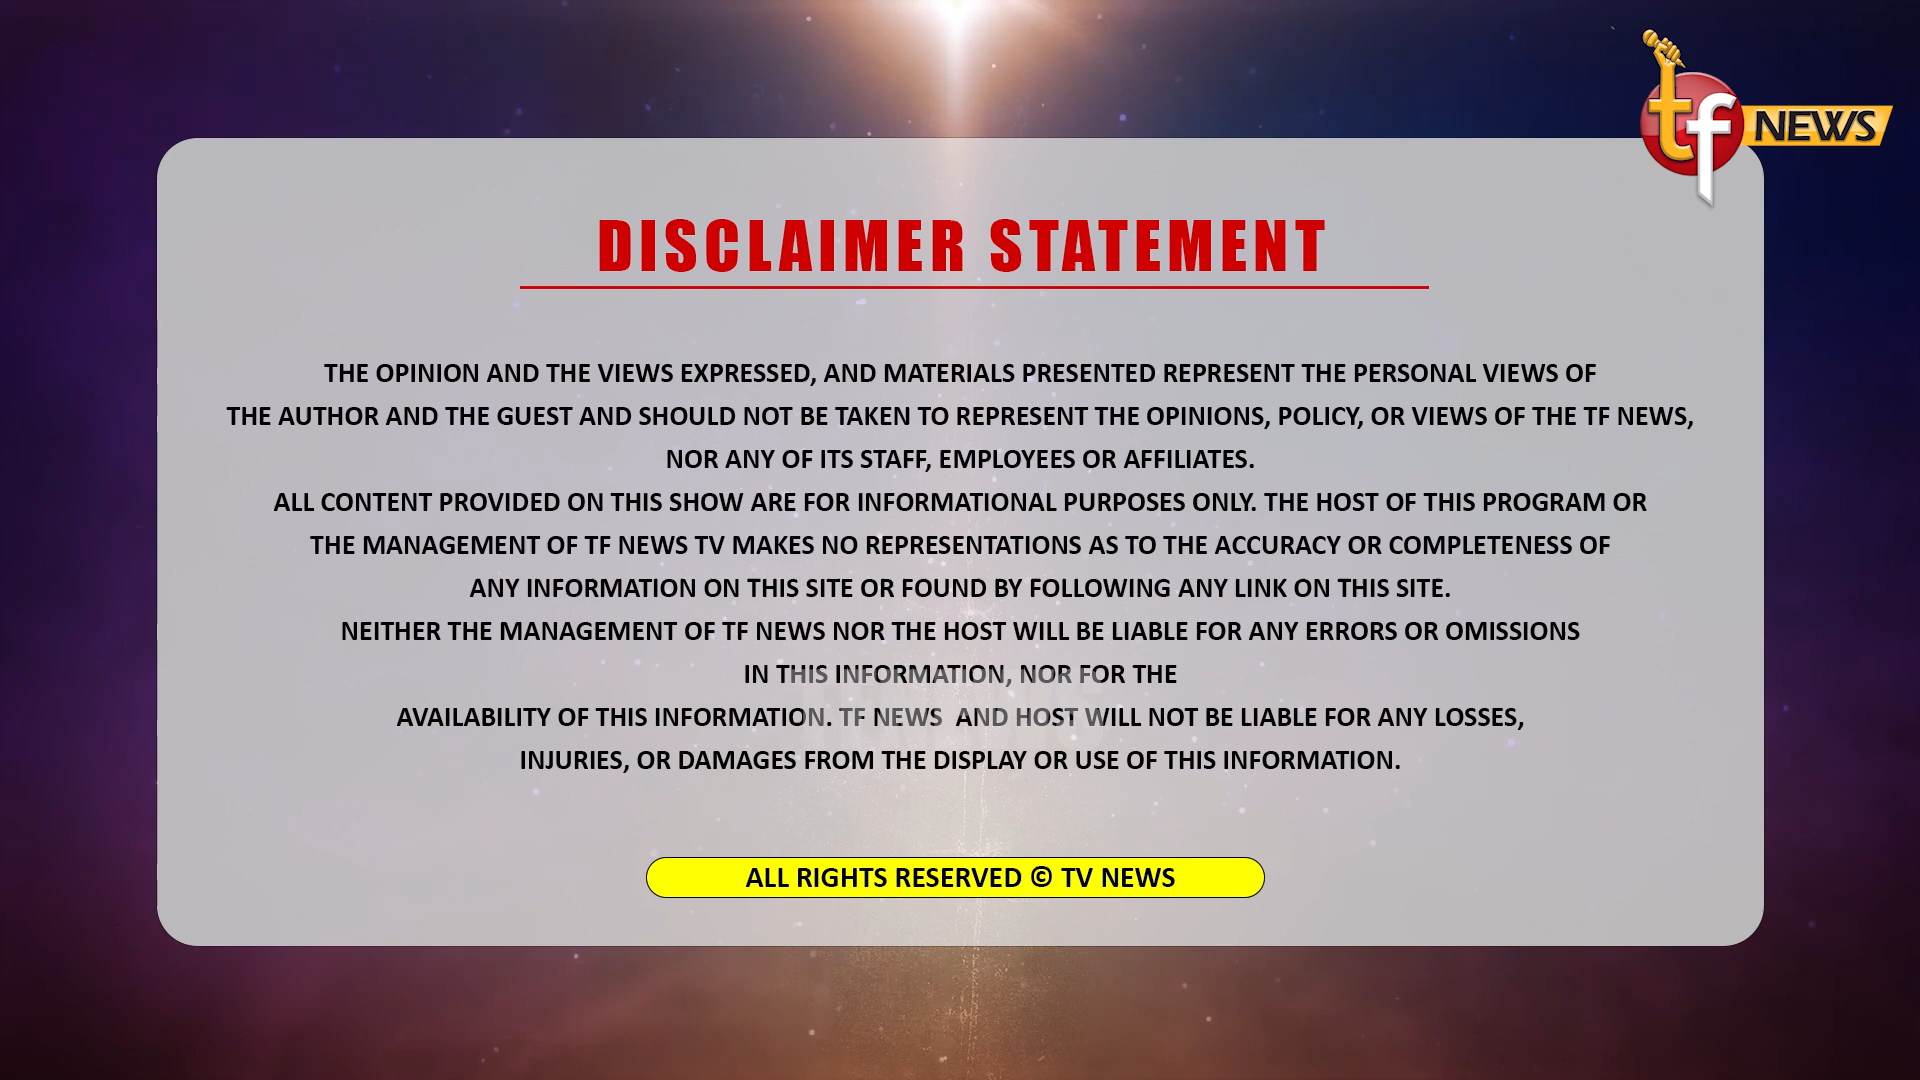 tf NEWS
DISCLAIMER STATEMENT
THE OPINION AND THE VIEWS EXPRESSED, AND MATERIALS PRESENTED REPRESENT THE PERSONAL VIEWS OF
THE AUTHOR AND THE GUEST AND SHOULD NOT BE TAKEN TO REPRESENT THE OPINIONS, POLICY, OR VIEWS OF THE TF NEWS,
NOR ANY OF ITS STAFF, EMPLOYEES OR AFFILIATES.
ALL CONTENT PROVIDED ON THIS SHOW ARE FOR INFORMATIONAL PURPOSES ONLY. THE HOST OF THIS PROGRAM OR
THE MANAGEMENT OF TF NEWS TV MAKES NO REPRESENTATIONS AS TO THE ACCURACY OR COMPLETENESS OF
ANY INFORMATION ON THIS SITE OR FOUND BY FOLLOWING ANY LINK ON THIS SITE.
NEITHER THE MANAGEMENT OF TF NEWS NOR THE HOST WILL BE LIABLE FOR ANY ERRORS OR OMISSIONS
IN THIS INFORMATION, NOR FOR THE
AVAILABILITY OF THIS INFORMATION. TF NEWS  AND HOST WILL NOT BE LIABLE FOR ANY LOSSES,
INJURIES, OR DAMAGES FROM THE DISPLAY OR USE OF THIS INFORMATION.
ALL RIGHTS RESERVED © TV NEWS